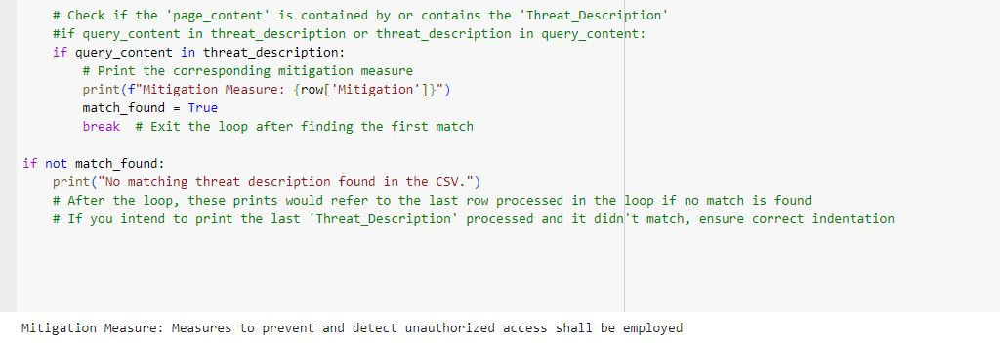 # Check if the 'page_content' is contained by or contains the 'Threat_Description'
#if query_content in threat_description or threat_description in query_content:
if query_content in threat_description:
# Print the corresponding mitigation measure
print(f"Mitigation Measure: {row['Mitigation']}")
match_found = True
break  # Exit the loop after finding the first match
if not match_found:
print("No matching threat description found in the CSV.")
# After the loop, these prints would refer to the last row processed in the loop if no match is found
# If you intend to print the last 'Threat_Description' processed and it didn't match, ensure correct indentation
Mitigation Measure: Measures to prevent and detect unauthorized access shall be employed